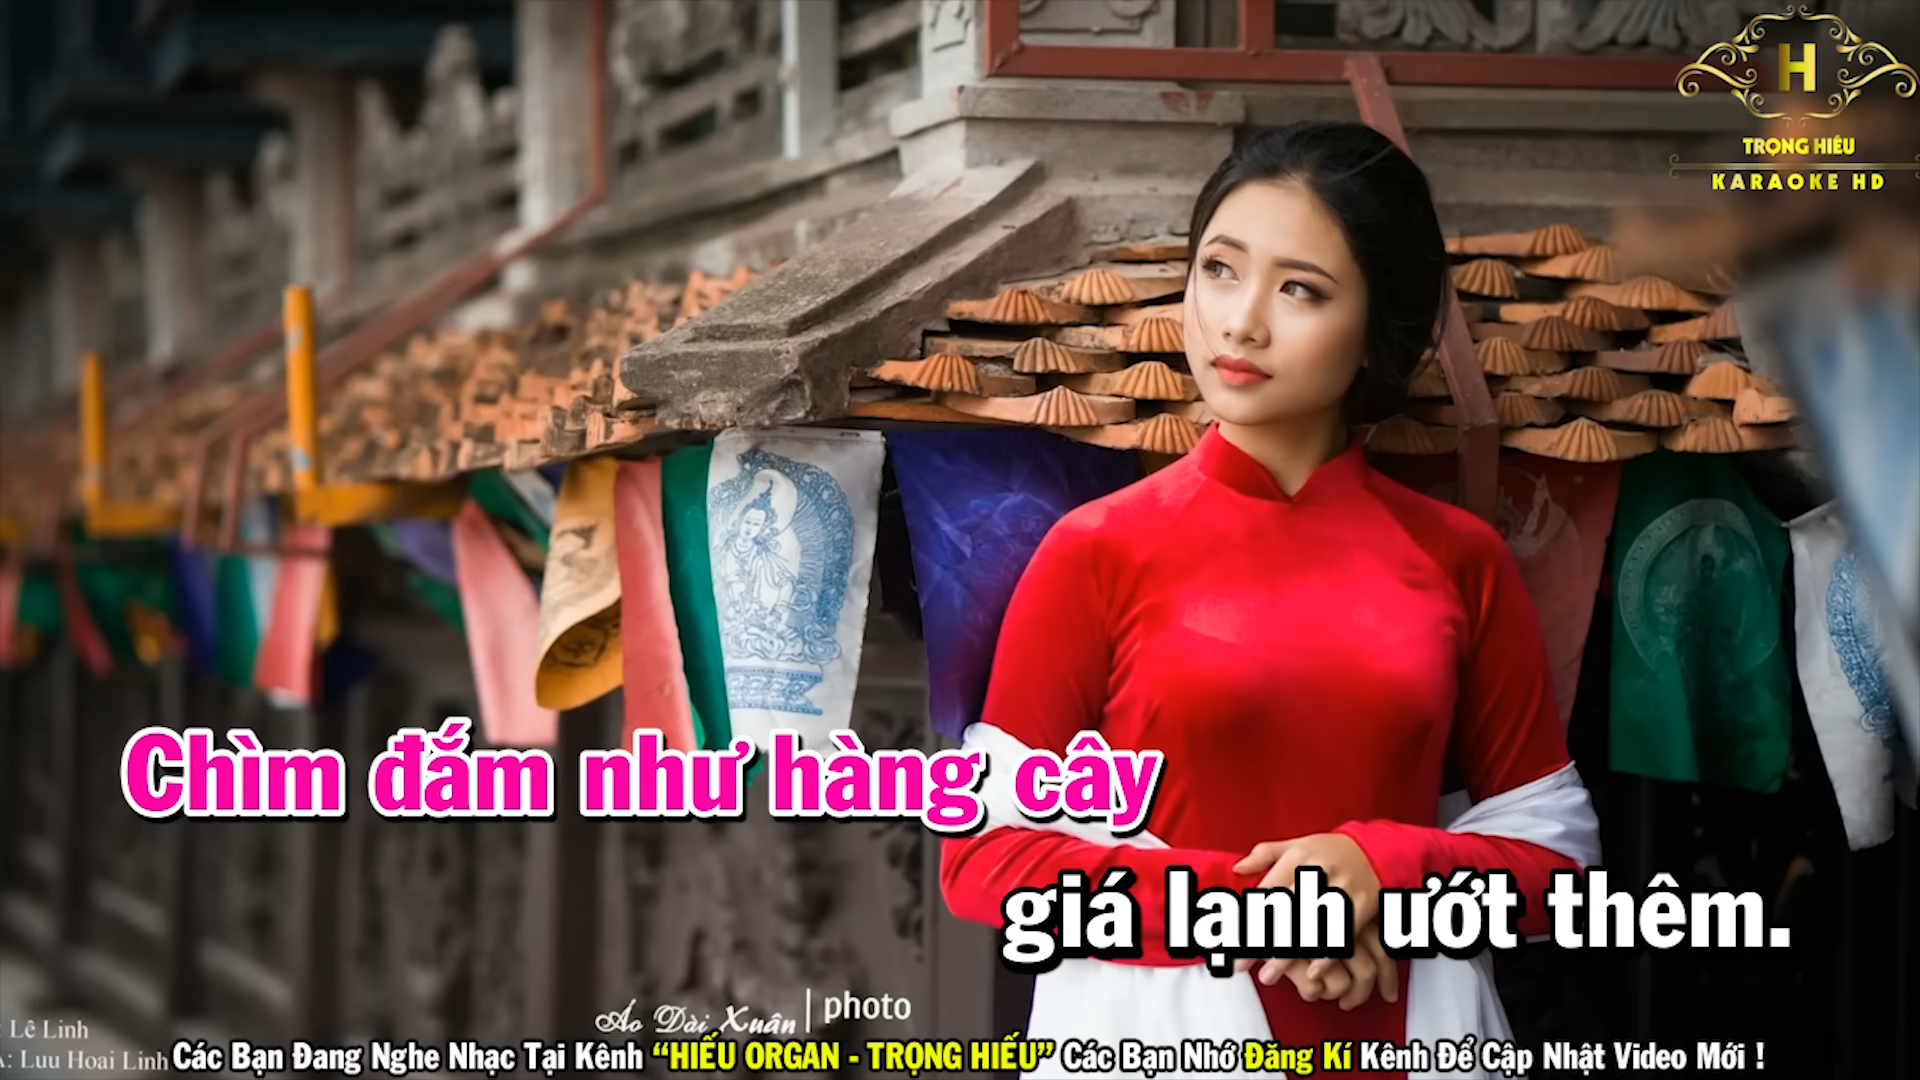 H
TRỌNG HIẾU
KARAOKE HD
Chìm đắm như hàng cây
giá lạnh ướt thêm.
Áo Dài Xuân | photo
: Lê Linh
A: Luu Hoai Linh
Các Bạn Đang Nghe Nhạc Tại Kênh “HIẾU ORGAN - TRỌNG HIẾU” Các Bạn Nhớ Đăng Kí Kênh Để Cập Nhật Video Mới !